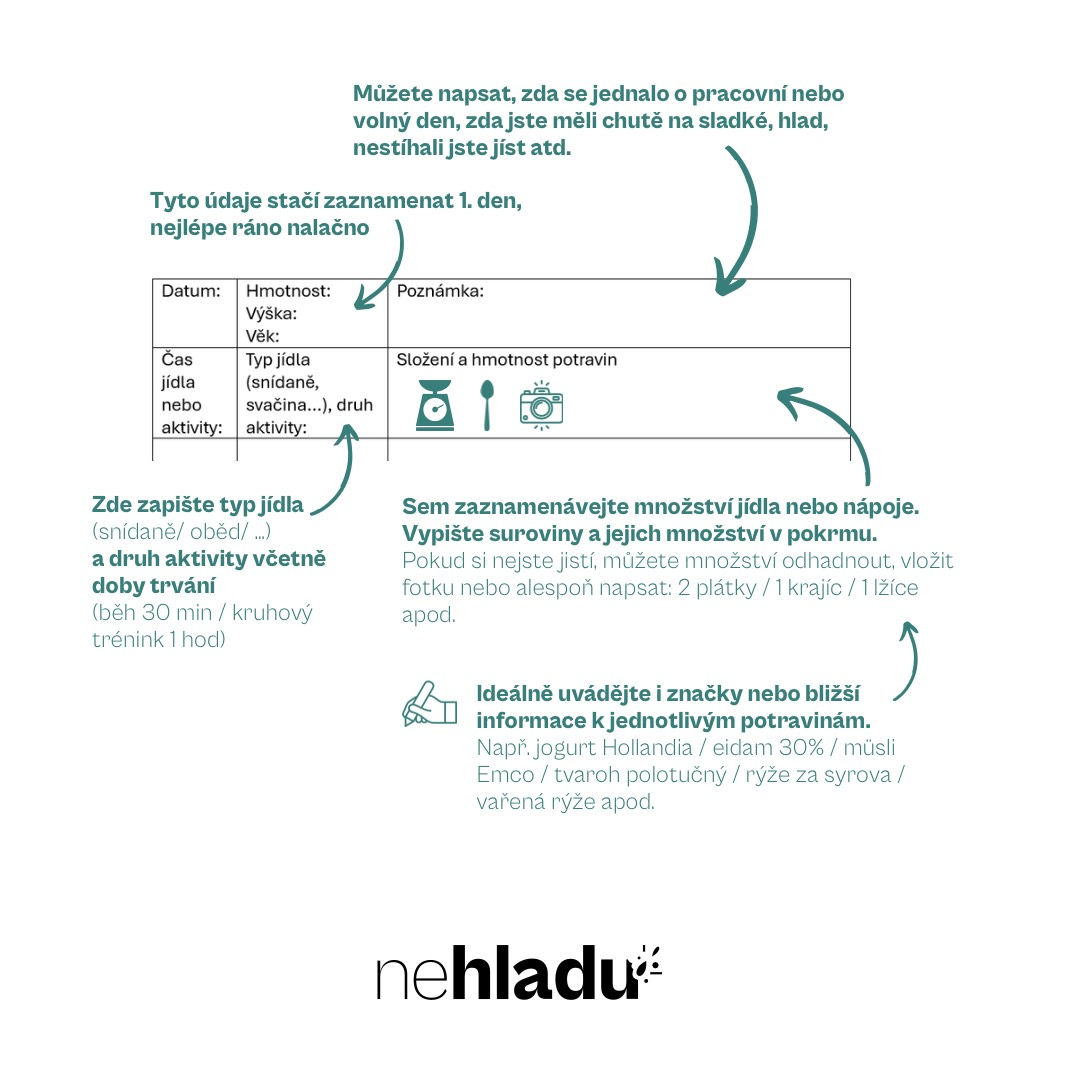 Můžete napsat, zda se jednalo o pracovní nebo
volný den, zda jste měli chutě na sladké, hlad,
nestíhali jste jíst atd.
Tyto údaje stačí zaznamenat 1. den,
nejlépe ráno nalačno
Datum:
Hmotnost:
Výška:
Věk:
Poznámka:
Čas
jídla
nebo
aktivity:
Typ jídla
(snídaně,
svačina...), druh
aktivity:
Složení a hmotnost potravin
Zde zapište typ jídla
(snídaně/ oběd/ ...)
a druh aktivity včetně
doby trvání
(běh 30 min / kruhový
trénink 1 hod)
Sem zaznamenávejte množství jídla nebo nápoje.
Vypište suroviny a jejich množství v pokrmu.
Pokud si nejste jistí, můžete množství odhadnout, vložit
fotku nebo alespoň napsat: 2 plátky / 1 krajíc / 1 lžíce
apod.
Ideálně uvádějte i značky nebo bližší
informace k jednotlivým potravinám.
Např. jogurt Hollandia / eidam 30% / müsli
Emco / tvaroh polotučný / rýže za syrova /
vařená rýže apod.
nehladu